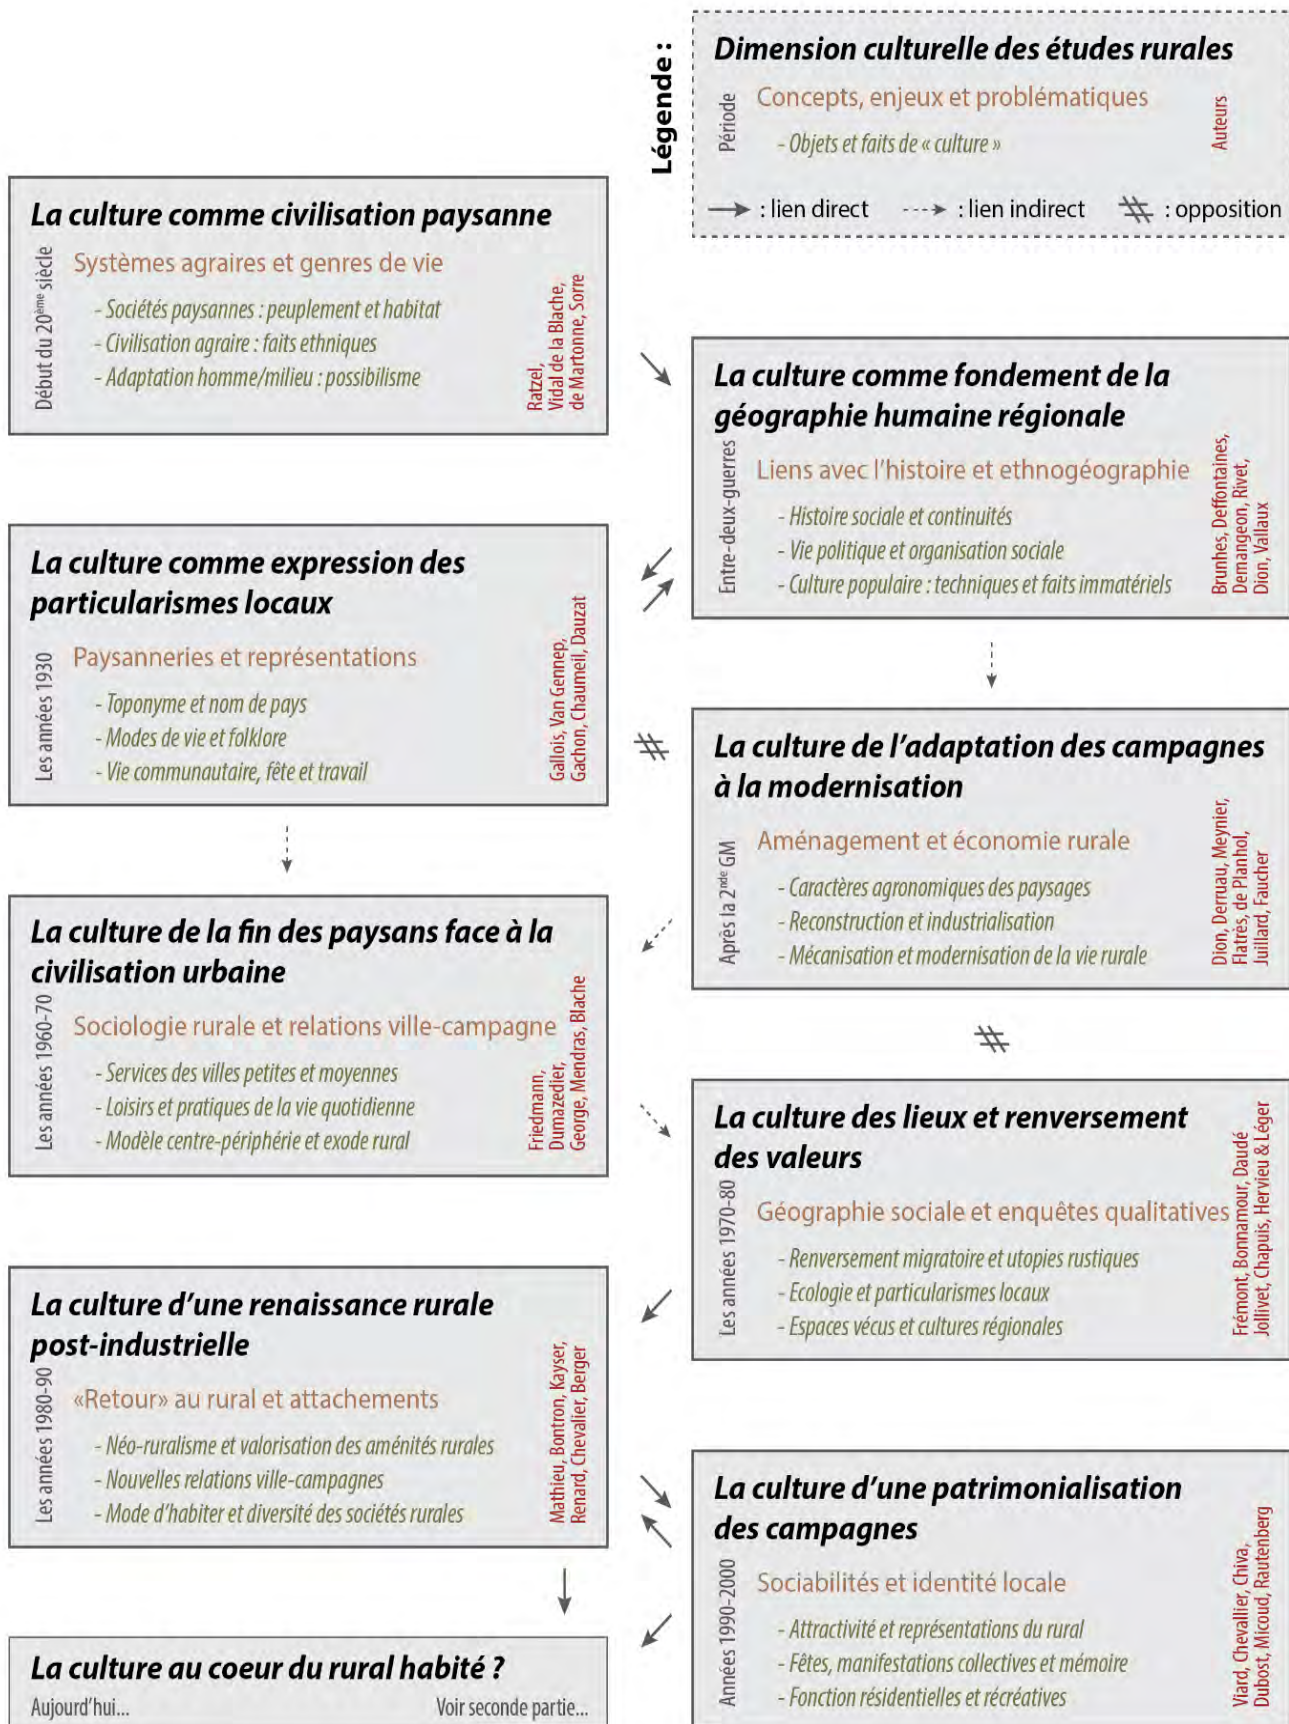 Légende :
Dimension culturelle des études rurales
Période
Concepts, enjeux et problématiques
- Objets et faits de « culture »
Auteurs
: lien direct
: lien indirect
: opposition
La culture comme civilisation paysanne
Début du 20ème siècle
Systèmes agraires et genres de vie
- Sociétés paysannes : peuplement et habitat
- Civilisation agraire : faits ethniques
- Adaptation homme/milieu : possibilisme
Ratzel,
Vidal de la Blache,
de Martonne, Sorre
La culture comme fondement de la
géographie humaine régionale
Entre-deux-guerres
Liens avec l'histoire et ethnogéographie
- Histoire sociale et continuités
- Vie politique et organisation sociale
- Culture populaire : techniques et faits immatériels
Brunhes, Deffontaines,
Demangeon, Rivet,
Dion, Vallaux
La culture comme expression des
particularismes locaux
Les années 1930
Paysanneries et représentations
- Toponyme et nom de pays
- Modes de vie et folklore
- Vie communautaire, fête et travail
Gallois, Van Gennep,
Gachon, Chaumeil, Dauzat
La culture de l'adaptation des campagnes
à la modernisation
Après la 2nde GM
Aménagement et économie rurale
- Caractères agronomiques des paysages
- Reconstruction et industrialisation
- Mécanisation et modernisation de la vie rurale
Dion, Derruau, Meynier,
Flatrès, de Planhol,
Juillard, Faucher
La culture de la fin des paysans face à la
civilisation urbaine
Les années 1960-70
Sociologie rurale et relations ville-campagne
- Services des villes petites et moyennes
- Loisirs et pratiques de la vie quotidienne
- Modèle centre-périphérie et exode rural
Friedmann,
Dumazedier,
George, Mendras, Blache
La culture des lieux et renversement
des valeurs
Les années 1970-80
Géographie sociale et enquêtes qualitatives
- Renversement migratoire et utopies rustiques
- Ecologie et particularismes locaux
- Espaces vécus et cultures régionales
Frémont, Bonnamour, Daudé
Jollivet, Chapuis, Hervieu & Léger
La culture d'une renaissance rurale
post-industrielle
Les années 1980-90
«Retour» au rural et attachements
- Néo-ruralisme et valorisation des aménités rurales
- Nouvelles relations ville-campagnes
- Mode d'habiter et diversité des sociétés rurales
Mathieu, Bontron, Kayser,
Renard, Chevalier, Berger
La culture d'une patrimonialisation
des campagnes
Années 1990-2000
Sociabilités et identité locale
- Attractivité et représentations du rural
- Fêtes, manifestations collectives et mémoire
- Fonction résidentielles et récréatives
Viard, Chevallier, Chiva,
Dubost, Micoud, Rautenberg
La culture au coeur du rural habité ?
Aujourd'hui...
Voir seconde partie...